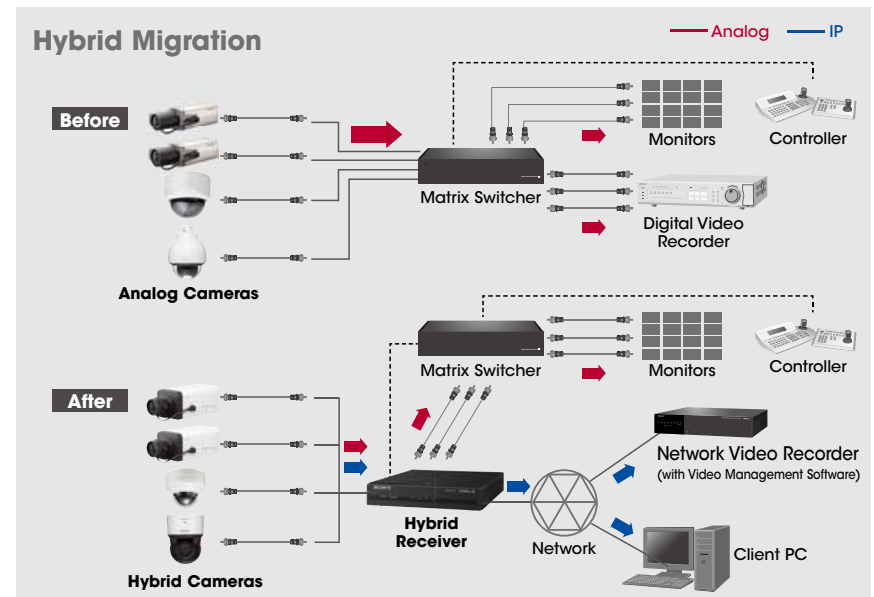 Hybrid Migration
Analog
IP
Before
Monitors
Controller
Matrix Switcher
Digital Video
Recorder
Analog Cameras
Matrix Switcher
Monitors
Controller
After
Network Video Recorder
(with Video Management Software)
Hybrid
Receiver
Network
Client PC
Hybrid Cameras